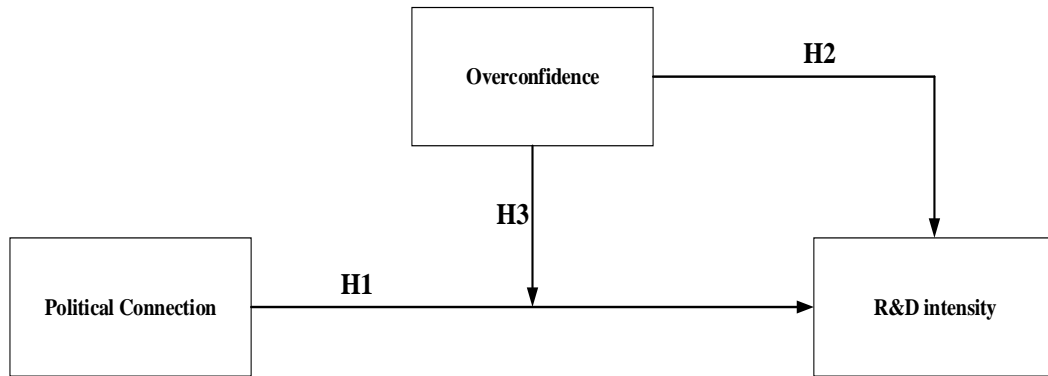 Overconfidence
H2
H3
H1
Political Connection
R&D intensity